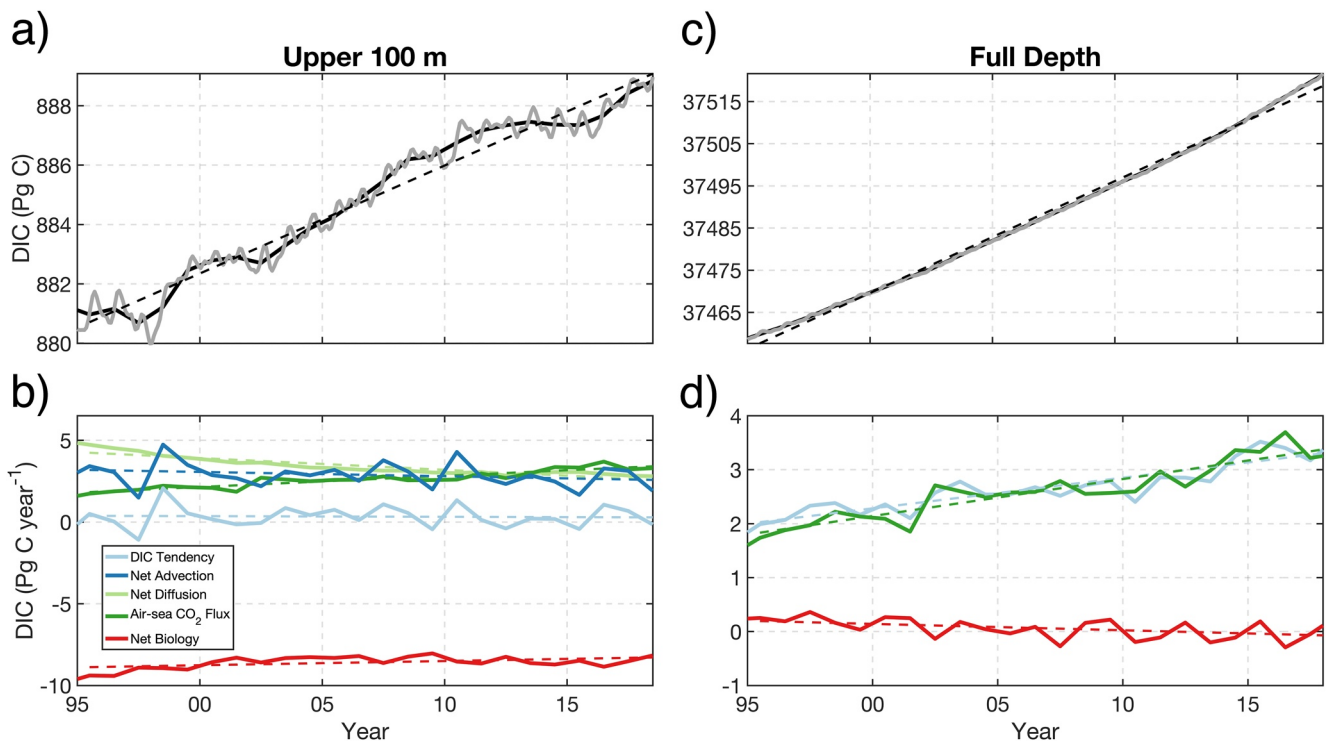 a)
Upper 100 m
DIC (Pg C)
888
886
884
882
880
c)
Full Depth
37515
37505
37495
37485
37475
37465
b)
DIC (Pg C year-1)
5
0
-5
-10
DIC Tendency
Net Advection
Net Diffusion
Air-sea CO2 Flux
Net Biology
95 00 05 10 15
Year
d)
4
3
2
1
0
-1
95 00 05 10 15
Year